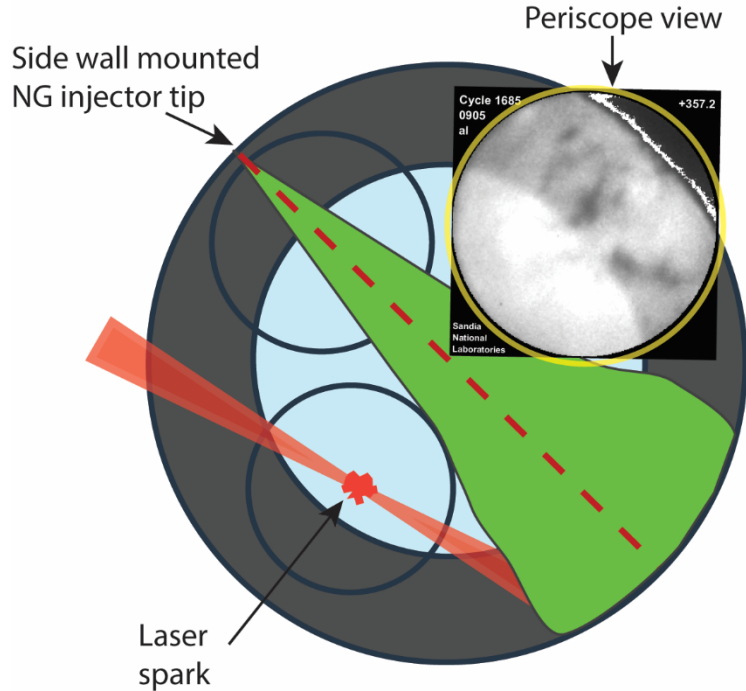 Periscope view
Side wall mounted
NG injector tip
Cycle 1685
+357.2
0905
al
Sandia
National
Laboratories
Laser
spark